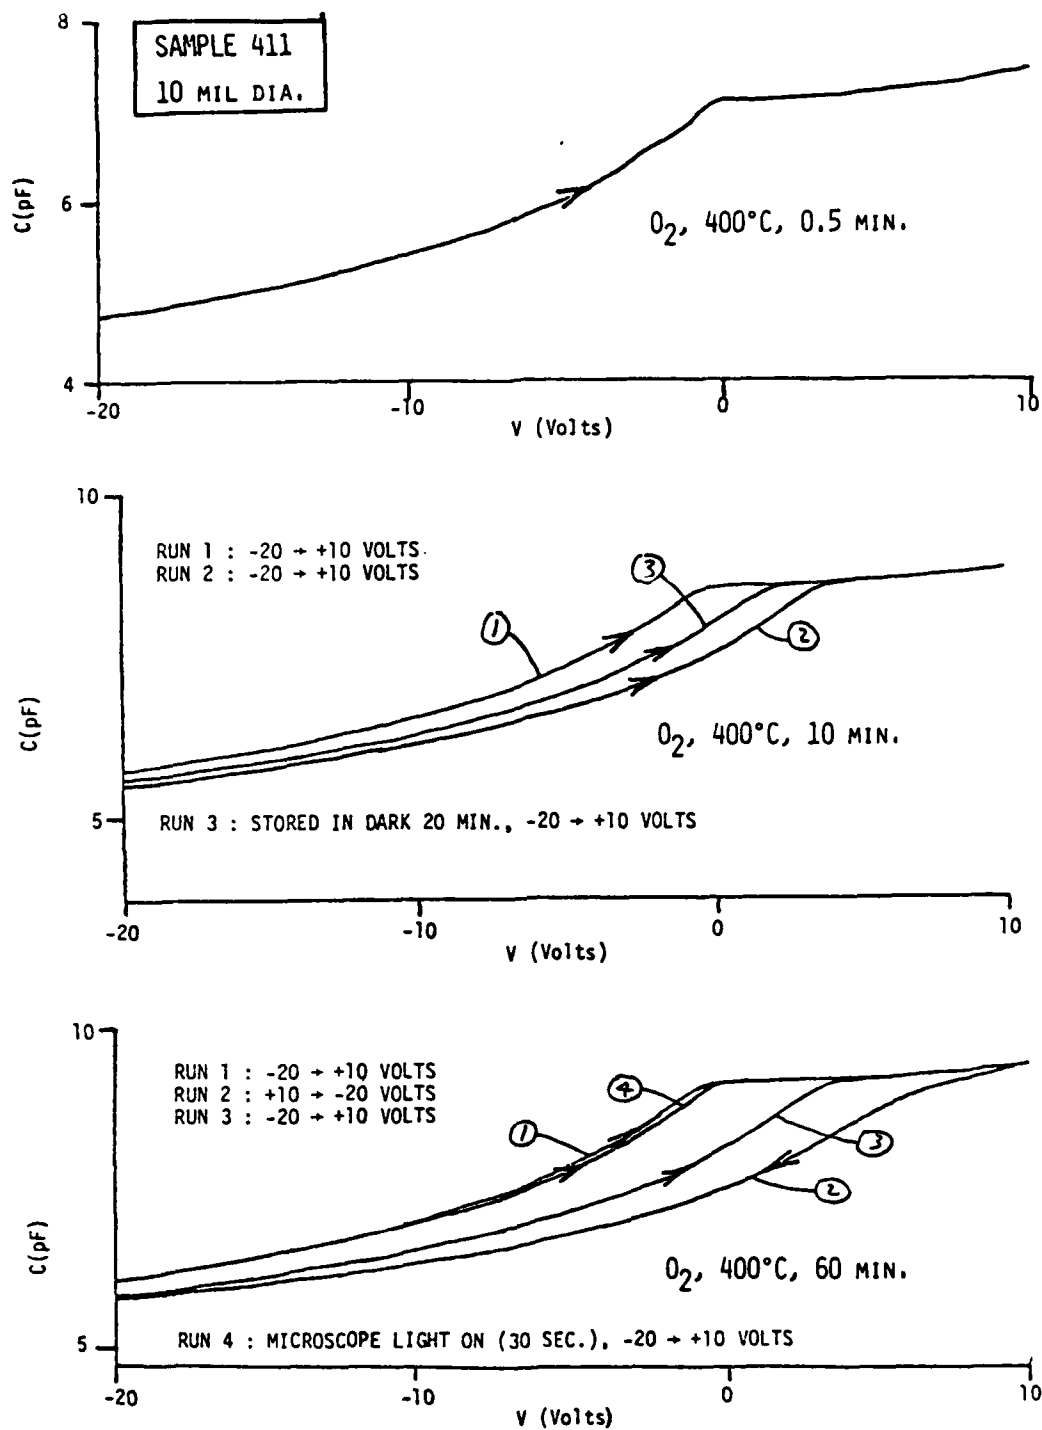 8
SAMPLE 411
10 MIL DIA.
C(pF)
6
O2, 400°C, 0.5 MIN.
4
-20
-10
0
10
V (Volts)
10
RUN 1 : -20 → +10 VOLTS
RUN 2 : -20 → +10 VOLTS
3
1
2
C(pF)
O2, 400°C, 10 MIN.
5
RUN 3 : STORED IN DARK 20 MIN., -20 → +10 VOLTS
-20
-10
0
10
V (Volts)
10
RUN 1 : -20 → +10 VOLTS
RUN 2 : +10 → -20 VOLTS
RUN 3 : -20 → +10 VOLTS
4
1
3
2
C(pF)
O2, 400°C, 60 MIN.
5
RUN 4 : MICROSCOPE LIGHT ON (30 SEC.), -20 → +10 VOLTS
-20
-10
0
10
V (Volts)